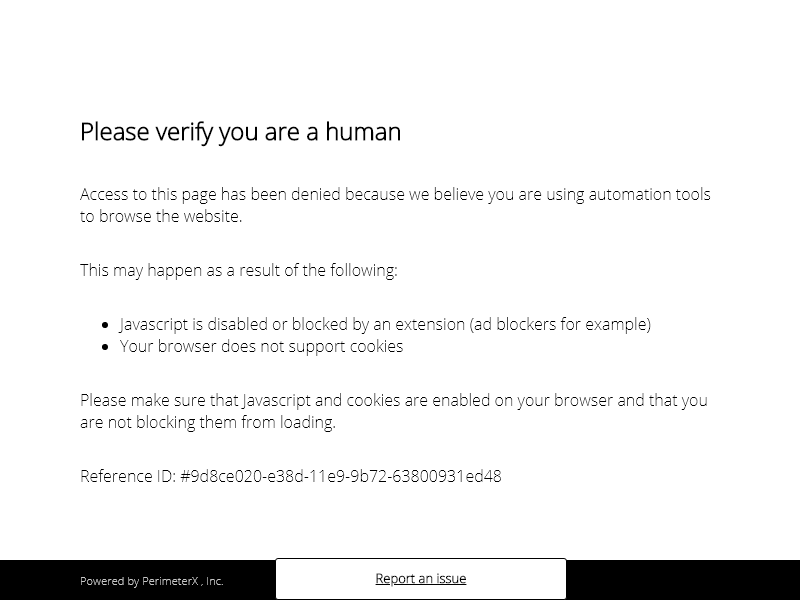 Please verify you are a human
Access to this page has been denied because we believe you are using automation tools
to browse the website.
This may happen as a result of the following:
• Javascript is disabled or blocked by an extension (ad blockers for example)
• Your browser does not support cookies
Please make sure that Javascript and cookies are enabled on your browser and that you
are not blocking them from loading.
Reference ID: #9d8ce020-e38d-11e9-9b72-63800931ed48
Powered by PerimeterX , Inc.
Report an issue